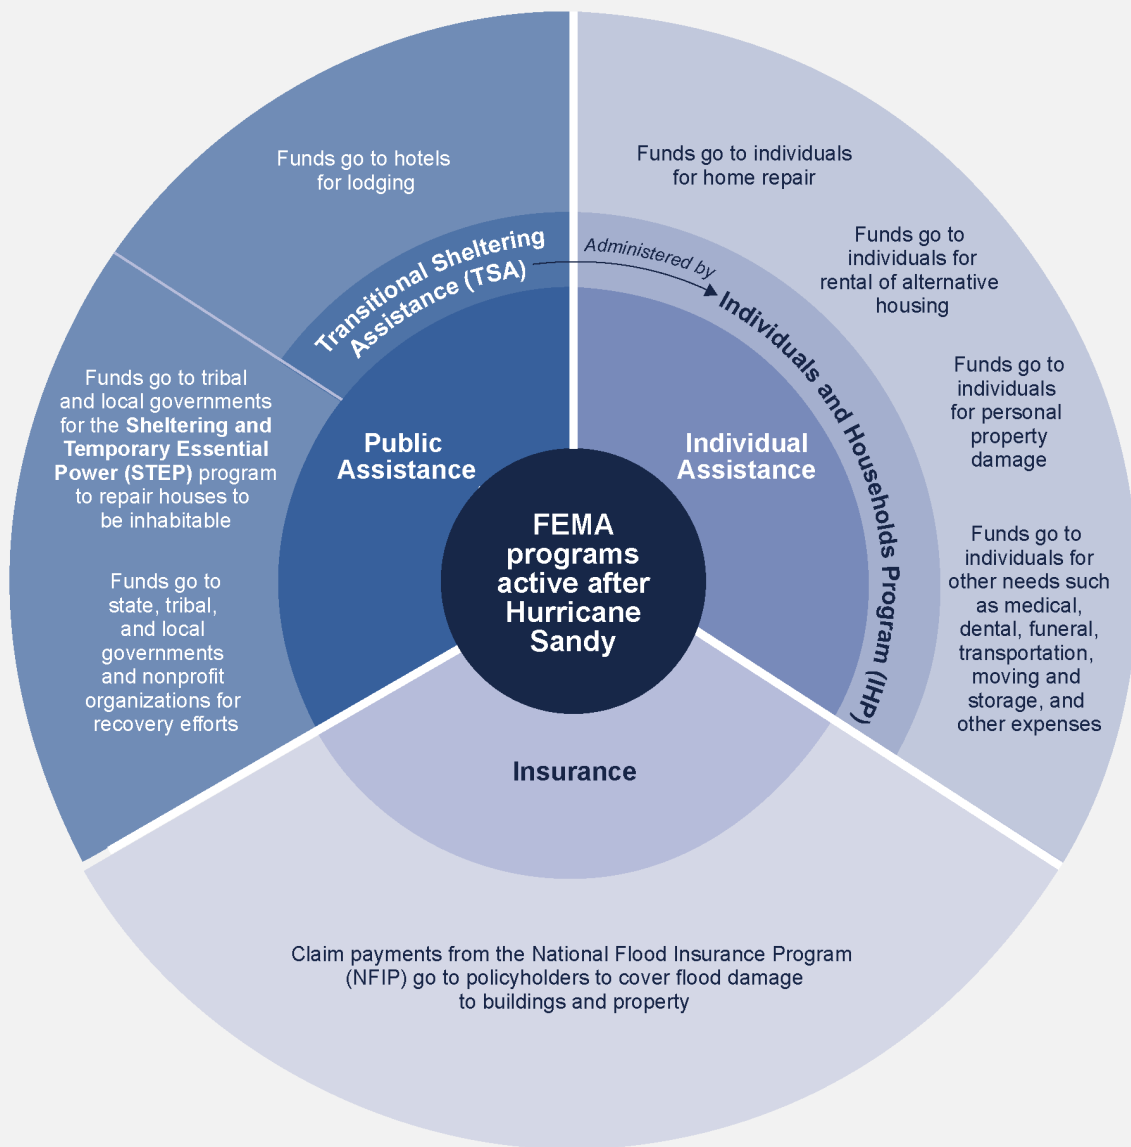 FEMA
programs
active after
Hurricane
Sandy
Public
Assistance
Transitional Sheltering
Assistance (TSA)
Administered by
Funds go to hotels
for lodging
Funds go to tribal
and local governments
for the Sheltering and
Temporary Essential
Power (STEP) program
to repair houses to
be inhabitable
Funds go to
state, tribal,
and local
governments
and nonprofit
organizations for
recovery efforts
Individual
Assistance
Individuals and Households Program (IHP)
Funds go to individuals
for home repair
Funds go to
individuals for
rental of alternative
housing
Funds go to
individuals
for personal
property
damage
Funds go to
individuals for
other needs such
as medical,
dental, funeral,
transportation,
moving and
storage, and
other expenses
Insurance
Claim payments from the National Flood Insurance Program
(NFIP) go to policyholders to cover flood damage
to buildings and property